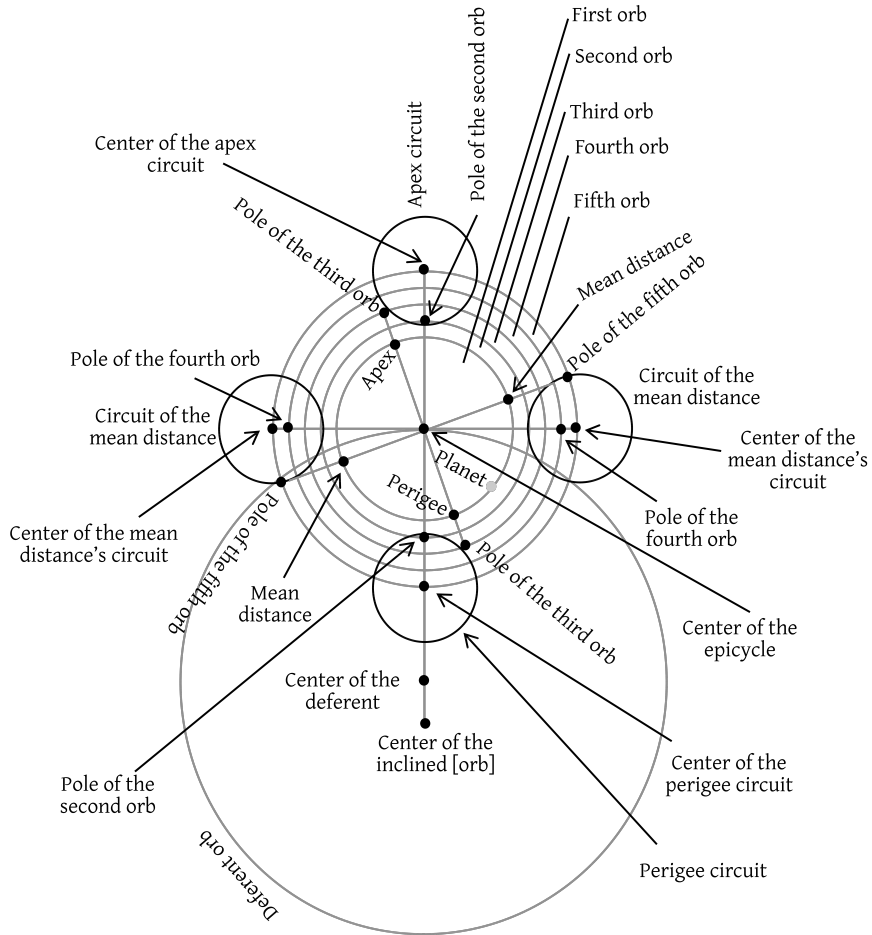 First orb
Second orb
Third orb
Fourth orb
Fifth orb
Pole of the second orb
Apex circuit
Center of the apex
circuit
Pole of the third orb
Mean distance
Pole of the fifth orb
Apex
Pole of the fourth orb
Circuit of the
mean distance
Circuit of the
mean distance
Center of the
mean distance's
circuit
Planet
Perigee
Center of the mean
distance's circuit
Pole of the
fourth orb
Pole of the fifth orb
Mean
distance
Pole of the third orb
Center of the
epicycle
Center of the
deferent
Center of the
inclined [orb]
Pole of the
second orb
Center of the
perigee circuit
Deferent orb
Perigee circuit